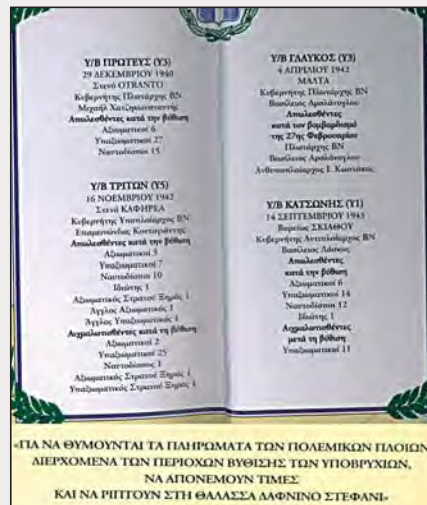 Υ/Β ΠΡΩΤΕΥΣ (Υ3)
29 ΔΕΚΕΜΒΡΙΟΥ 1940
Στενό OTRANTO
Κυβερνήτης Πλωτάρχης ΒΝ
Μιχαήλ Χατζηκωνσταντής
Απωλεσθέντες κατά την βύθιση
Αξιωματικοί 6
Υπαξιωματικοί 27
Ναυτοδίοποι 15
Υ/Β ΤΡΙΤΩΝ (Υ5)
16 ΝΟΕΜΒΡΙΟΥ 1942
Στενό ΚΑΦΗΡΕΑ
Κυβερνήτης Υποπλοίαρχος ΒΝ
Επαμεινώνδας Κοντογιάννης
Απωλεσθέντες κατά την βύθιση
Αξιωματικοί 3
Υπαξιωματικοί 7
Ναυτοδίοποι 10
Ιδιώτης 1
Αξιωματικός Στρατού Ξηράς 1
Άγγλος Αξιωματικός 1
Άγγλος Υπαξιωματικός 1
Αιχμαλωτισθέντες κατά τη βύθιση
Αξιωματικοί 2
Υπαξιωματικοί 25
Ναυτοδίοπος 1
Αξιωματικός Στρατού Ξηράς 1
Υπαξιωματικός Στρατού Ξηράς 1
Υ/Β ΓΛΑΥΚΟΣ (Υ3)
4 ΑΠΡΙΛΙΟΥ 1942
ΜΑΛΤΑ
Κυβερνήτης Πλωτάρχης ΒΝ
Βασίλειος Αρσλάνογλου
Απωλεσθέντες
κατά τον βομβαρδισμό
της 27ης Φεβρουαρίου
Πλωτάρχης ΒΝ
Βασίλειος Αρσλάνογλου
Ανθυποπλοίαρχος Ι. Κωστάκος
Υ/Β ΚΑΤΣΩΝΗΣ (Υ1)
14 ΣΕΠΤΕΜΒΡΙΟΥ 1943
Βορείως ΣΚΙΑΘΟΥ
Κυβερνήτης Αντιπλοίαρχος ΒΝ
Βασίλειος Λάσκος
Απωλεσθέντες
κατά την βύθιση
Αξιωματικοί 6
Υπαξιωματικοί 14
Ναυτοδίοποι 12
Ιδιώτης 1
Αιχμαλωτισθέντες
μετά τη βύθιση
Υπαξιωματικοί 11
«ΓΙΑ ΝΑ ΘΥΜΟΥΝΤΑΙ ΤΑ ΠΛΗΡΩΜΑΤΑ ΤΩΝ ΠΟΛΕΜΙΚΩΝ ΠΛΟΙΩΝ
ΔΙΕΡΧΟΜΕΝΑ ΤΩΝ ΠΕΡΙΟΧΩΝ ΒΥΘΙΣΗΣ ΤΩΝ ΥΠΟΒΡΥΧΙΩΝ,
ΝΑ ΑΠΟΝΕΜΟΥΝ ΤΙΜΕΣ
ΚΑΙ ΝΑ ΡΙΠΤΟΥΝ ΣΤΗ ΘΑΛΑΣΣΑ ΔΑΦΝΙΝΟ ΣΤΕΦΑΝΙ»